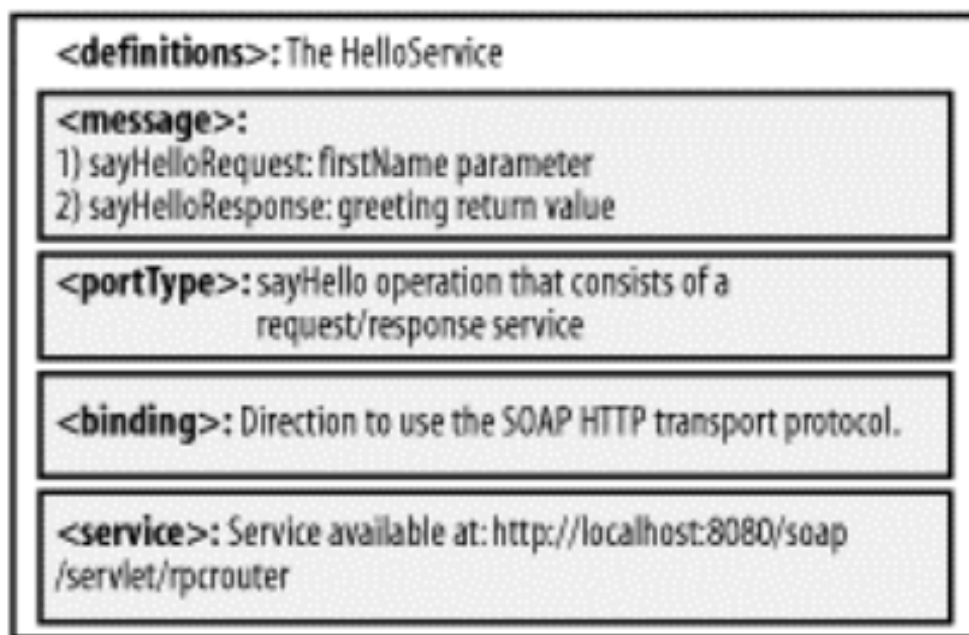 <definitions>: The HelloService
<message>:
1) sayHelloRequest: firstName parameter
2) sayHelloResponse: greeting return value
<portType>: sayHello operation that consists of a
request/response service
<binding>: Direction to use the SOAP HTTP transport protocol.
<service>: Service available at: http://localhost:8080/soap
/servlet/rpcrouter